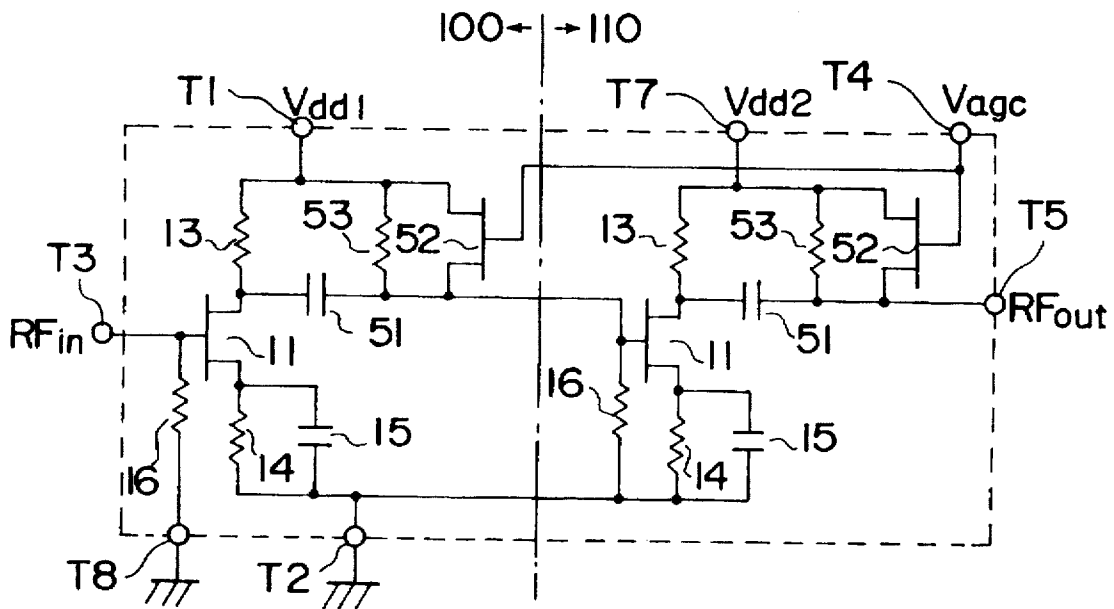 100 110
T1 Vdd1 T7 Vdd2 T4 Vagc
13 53 52 13 53 52 T5
T3
RFin 11 51 11 51 RFout
16 14 15 16 14 15
T8 T2